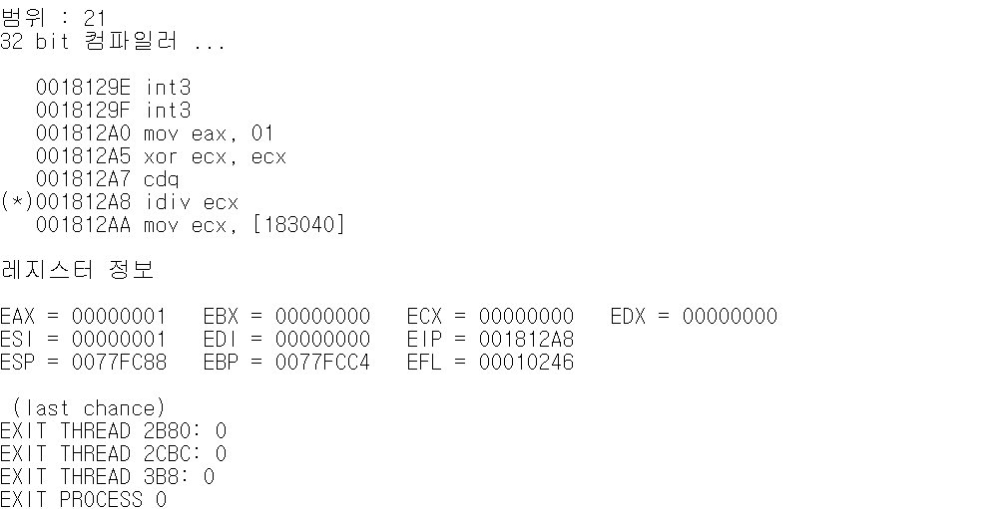 범위 : 21
32 bit 컴파일러 ...
0018129E int3
0018129F int3
001812A0 mov eax, 01
001812A5 xor ecx, ecx
001812A7 cdq
(*)001812A8 idiv ecx
001812AA mov ecx, [183040]
레지스터 정보
EAX = 00000001 EBX = 00000000 ECX = 00000000 EDX = 00000000
ESI = 00000001 EDI = 00000000 EIP = 001812A8
ESP = 0077FC88 EBP = 0077FCC4 EFL = 00010246
(last chance)
EXIT THREAD 2B80: 0
EXIT THREAD 2CBC: 0
EXIT THREAD 3B8: 0
EXIT PROCESS 0